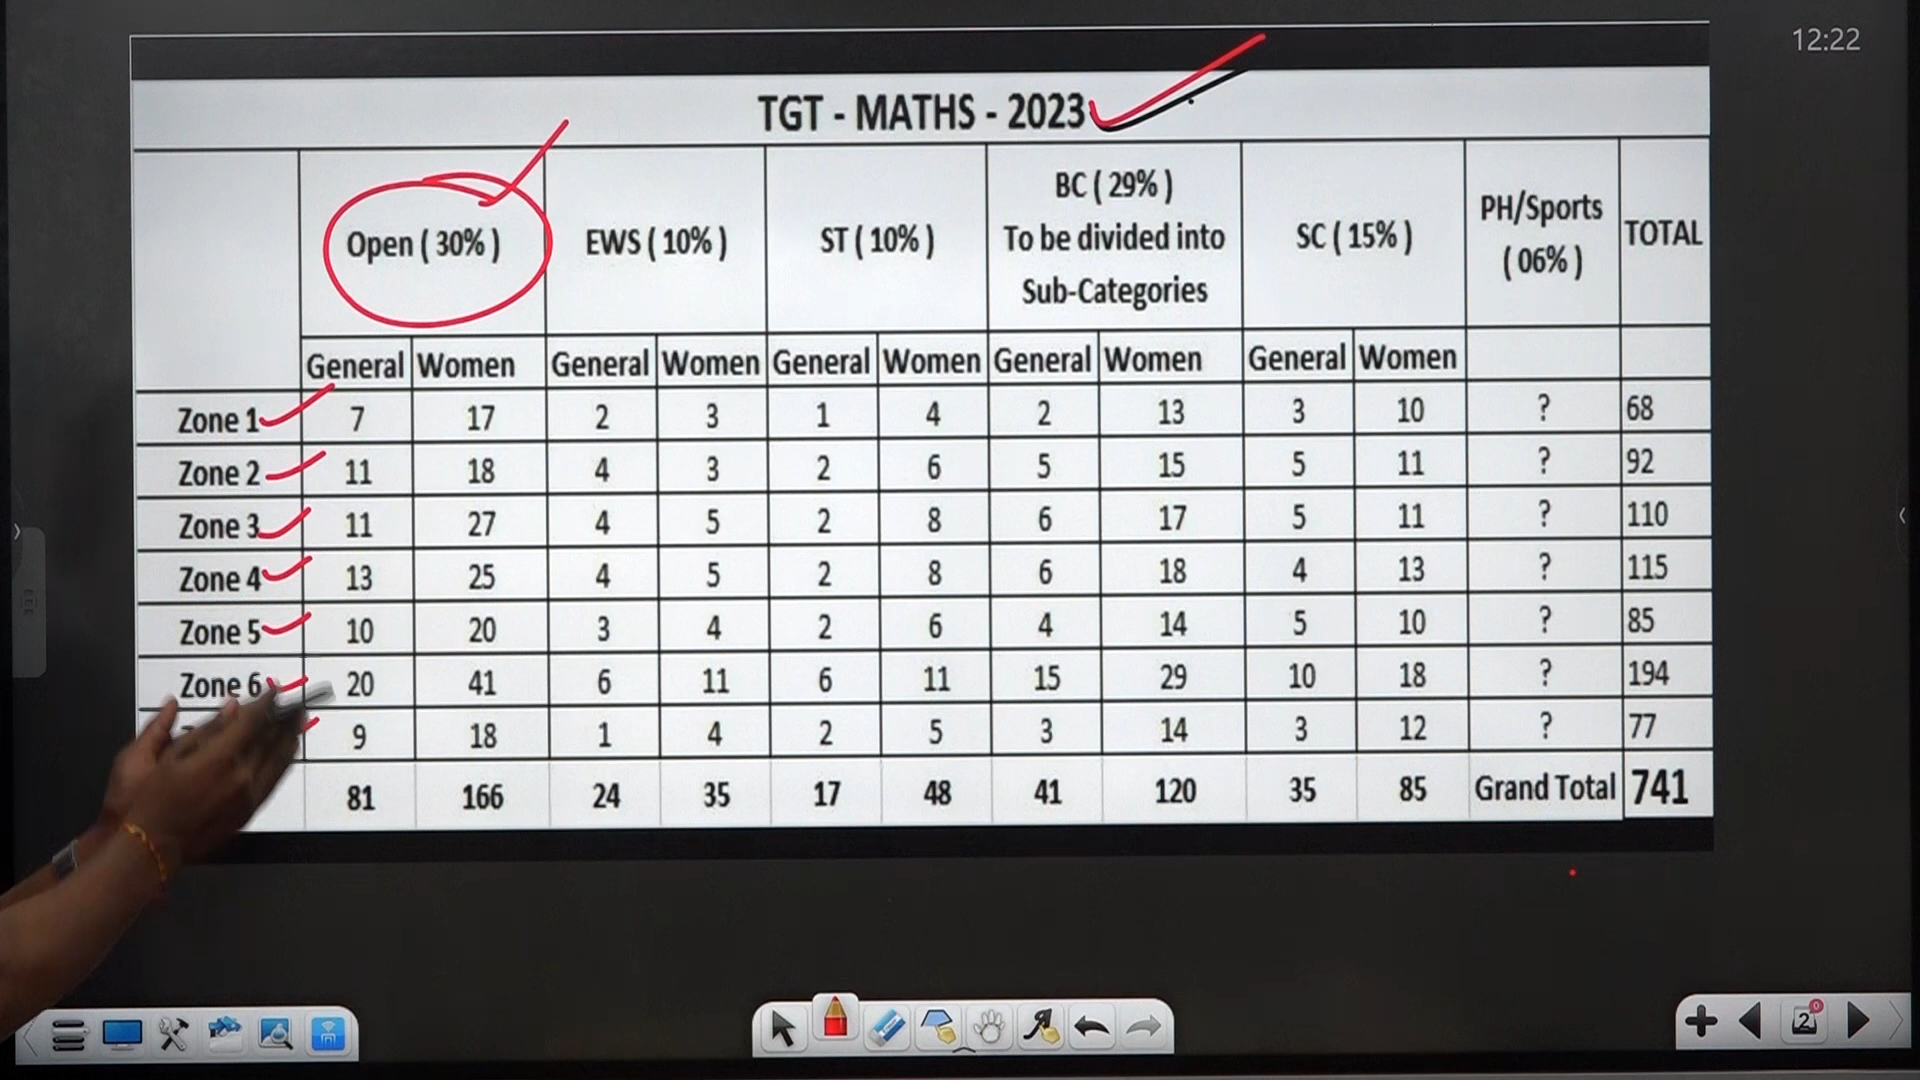 12:22
TGT - MATHS - 2023
Open ( 30% ) EWS ( 10% ) ST ( 10% ) BC ( 29% ) To be divided into Sub-Categories SC ( 15% ) PH/Sports ( 06% ) TOTAL
General Women General Women General Women General Women General Women
Zone 1 7 17 2 3 1 4 2 13 3 10 ? 68
Zone 2 11 18 4 3 2 6 5 15 5 11 ? 92
Zone 3 11 27 4 5 2 8 6 17 5 11 ? 110
Zone 4 13 25 4 5 2 8 6 18 4 13 ? 115
Zone 5 10 20 3 4 2 6 4 14 5 10 ? 85
Zone 6 20 41 6 11 6 11 15 29 10 18 ? 194
9 18 1 4 2 5 3 14 3 12 ? 77
81 166 24 35 17 48 41 120 35 85 Grand Total 741
2
0